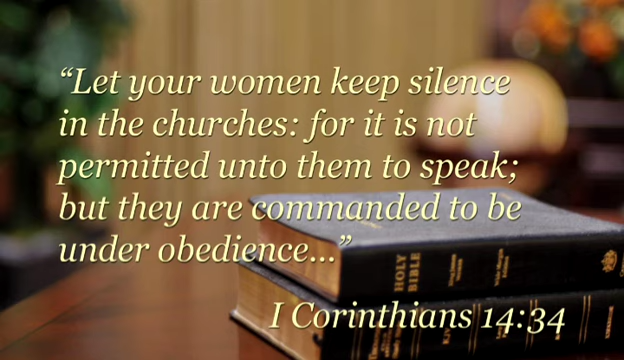 “Let your women keep silence
in the churches: for it is not
permitted unto them to speak;
but they are commanded to be
under obedience...”
HOLY
BIBLE
I Corinthians 14:34